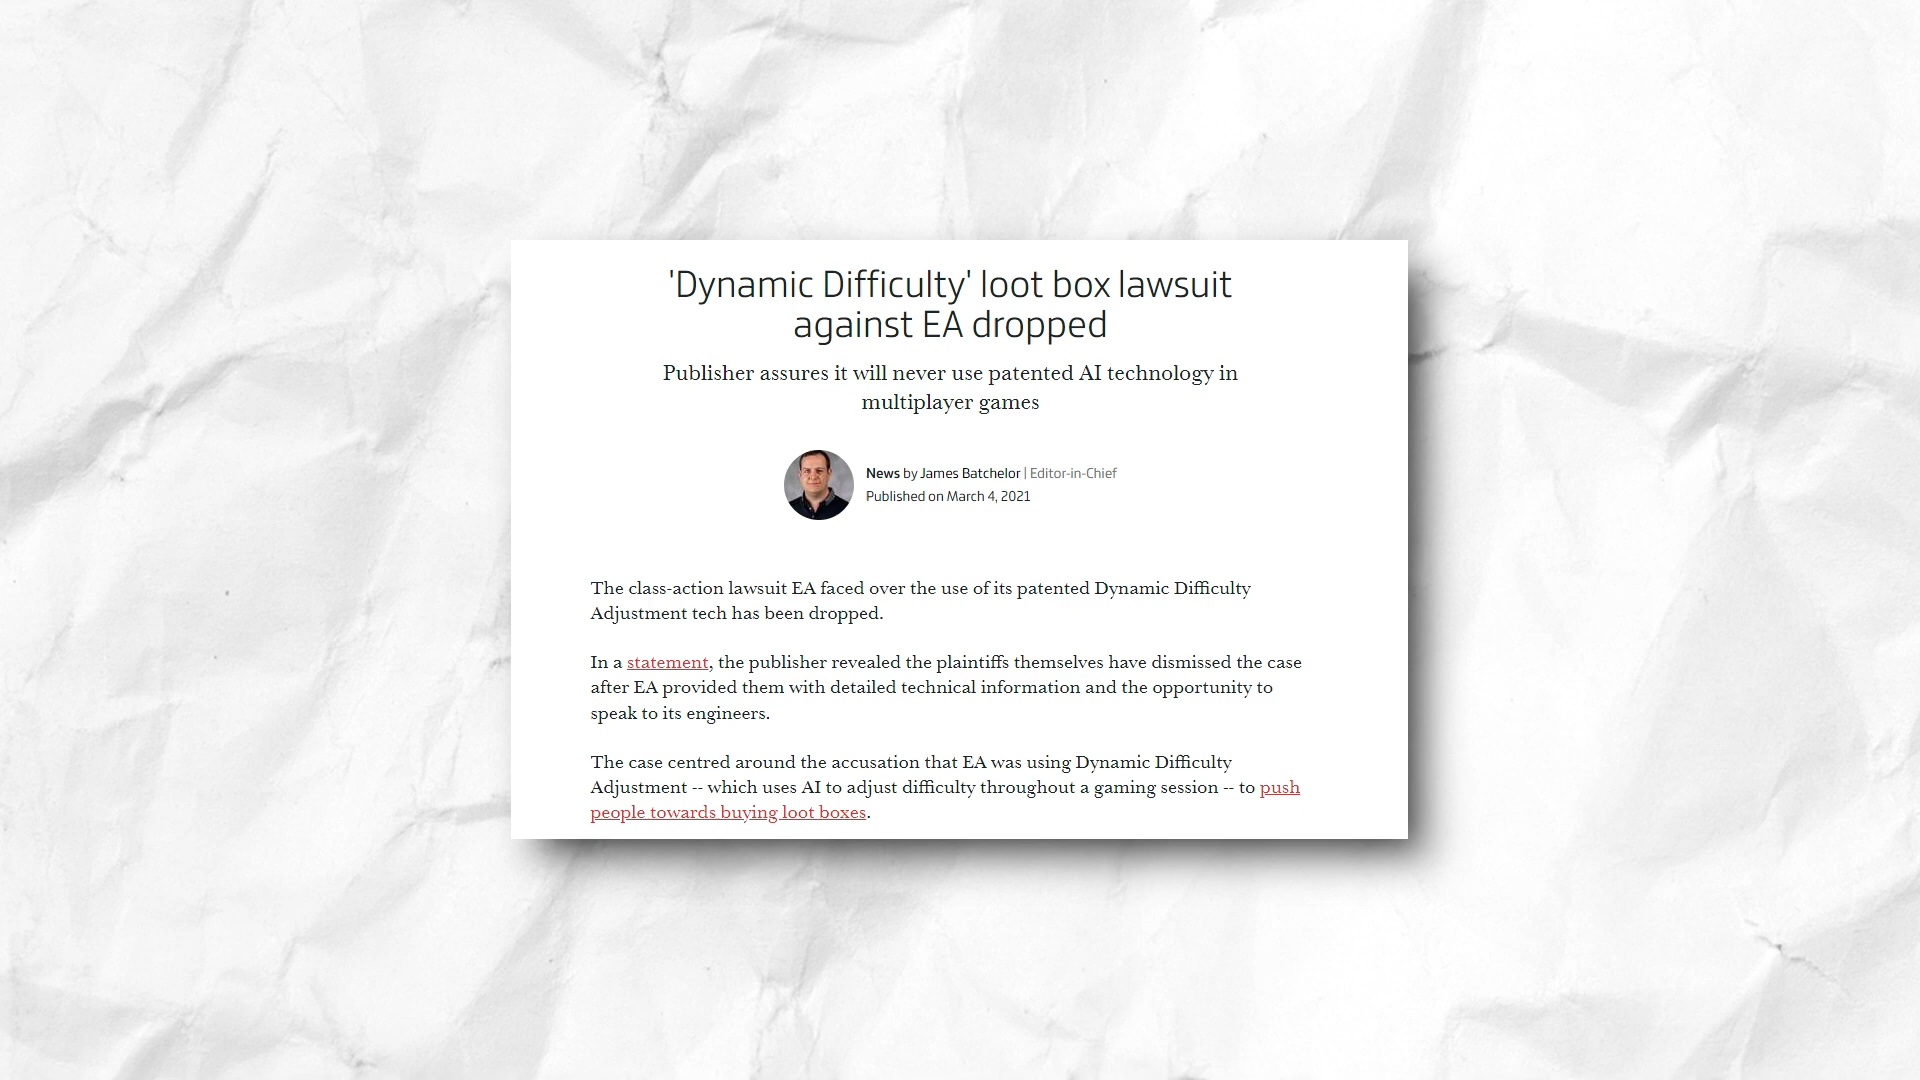 'Dynamic Difficulty' loot box lawsuit
against EA dropped
Publisher assures it will never use patented AI technology in
multiplayer games
News by James Batchelor | Editor-in-Chief
Published on March 4, 2021
The class-action lawsuit EA faced over the use of its patented Dynamic Difficulty
Adjustment tech has been dropped.
In a statement, the publisher revealed the plaintiffs themselves have dismissed the case
after EA provided them with detailed technical information and the opportunity to
speak to its engineers.
The case centred around the accusation that EA was using Dynamic Difficulty
Adjustment -- which uses AI to adjust difficulty throughout a gaming session -- to push
people towards buying loot boxes.